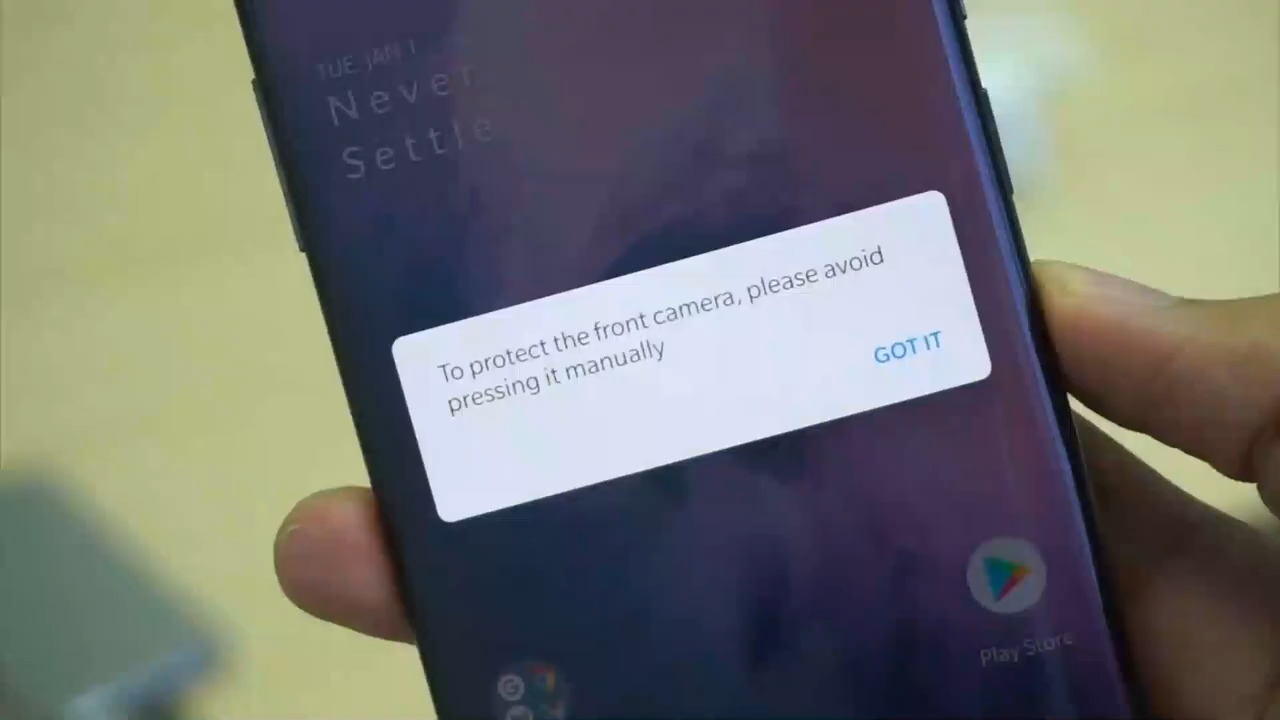 TUE, JAN 1
Never
Settle
To protect the front camera, please avoid
pressing it manually
GOT IT
Play Store